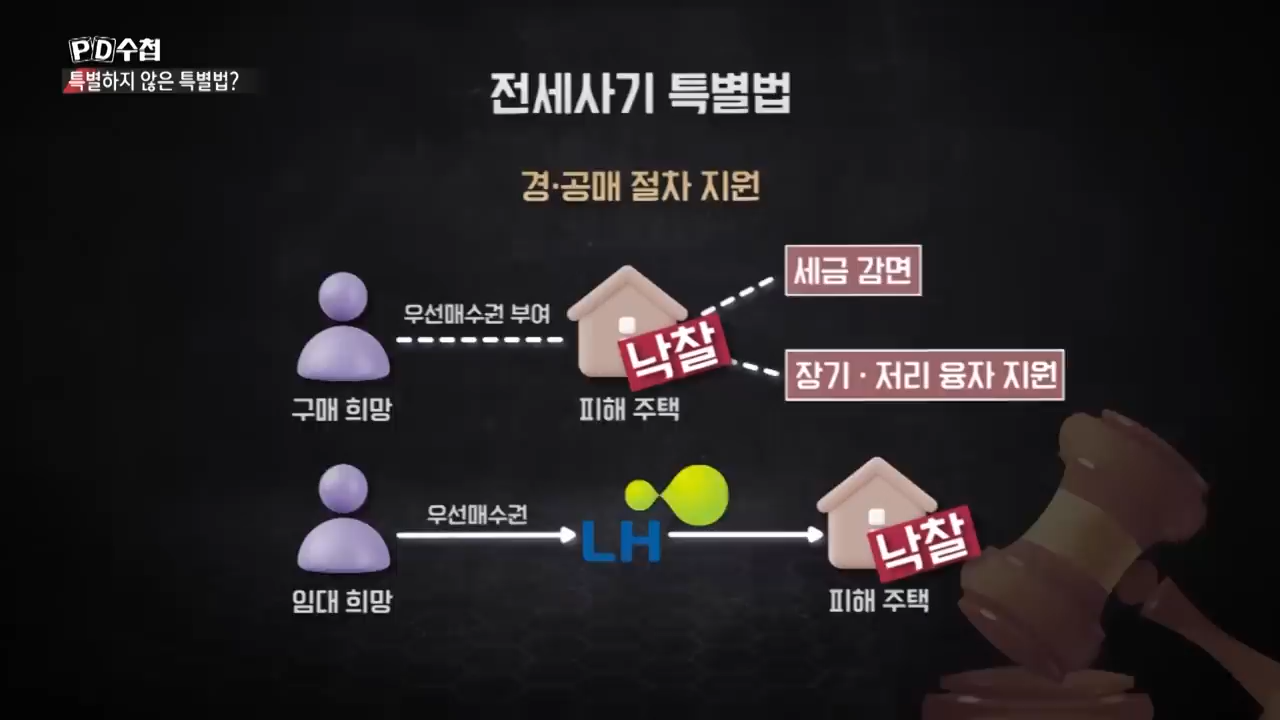 PD수첩
특별하지 않은 특별법?
전세사기 특별법
경·공매 절차 지원
우선매수권 부여
낙찰
세금 감면
장기·저리 융자 지원
구매 희망
피해 주택
우선매수권
LH
낙찰
임대 희망
피해 주택